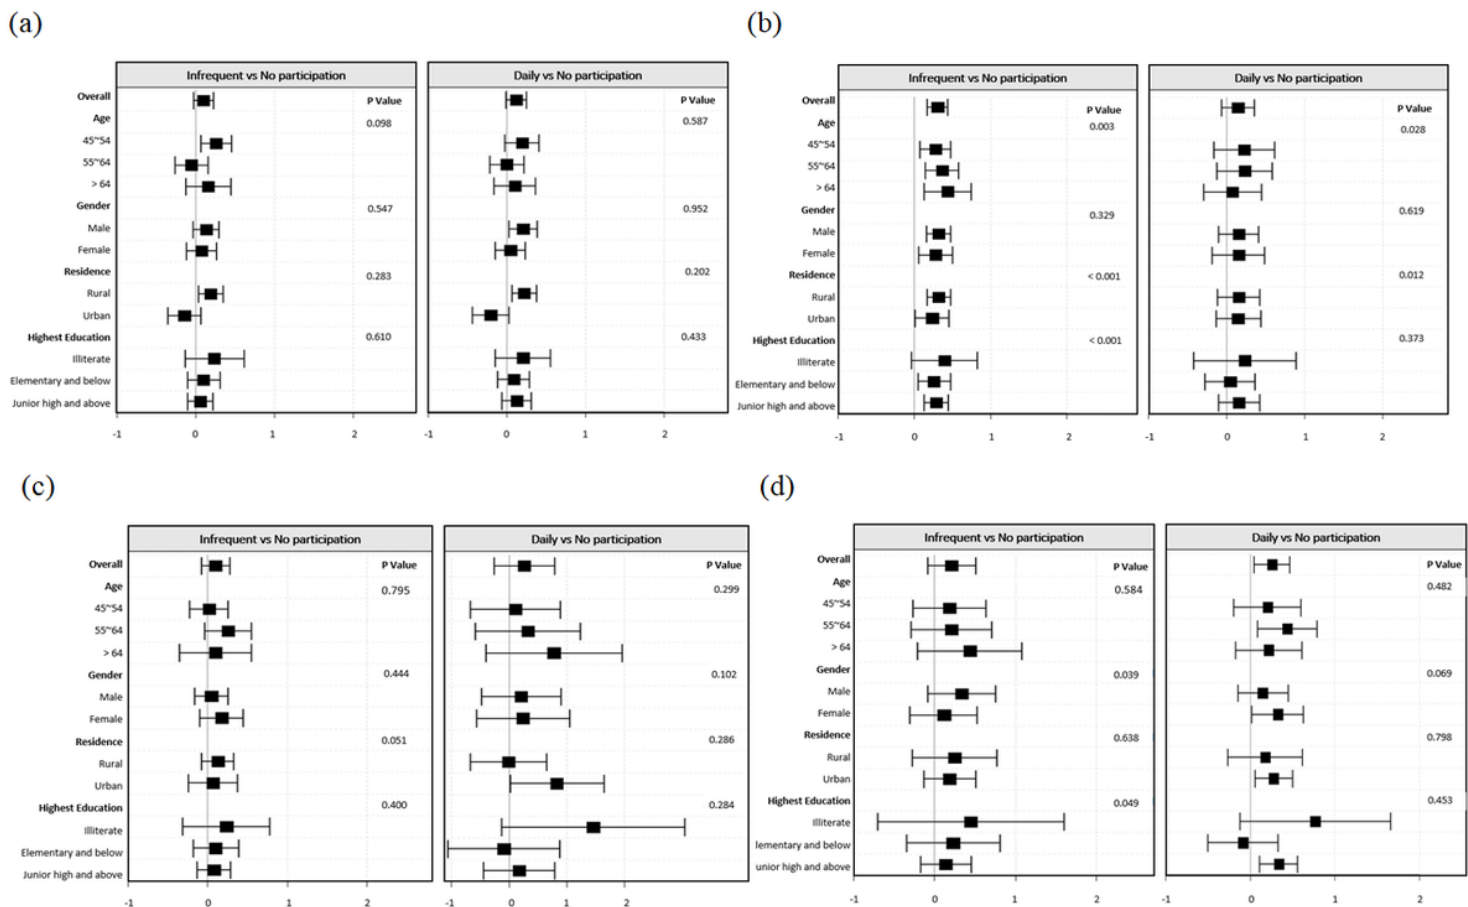 (a)
Infrequent vs No participation
Daily vs No participation
Overall
P Value
P Value
Age
0.098
0.587
45~54
55~64
> 64
Gender
0.547
0.952
Male
Female
Residence
0.283
0.202
Rural
Urban
Highest Education
0.610
0.433
Illiterate
Elementary and below
Junior high and above
-1 0 1 2
-1 0 1 2
(b)
Infrequent vs No participation
Daily vs No participation
Overall
P Value
P Value
Age
0.003
0.028
45~54
55~64
> 64
Gender
0.329
0.619
Male
Female
Residence
< 0.001
0.012
Rural
Urban
Highest Education
< 0.001
0.373
Illiterate
Elementary and below
Junior high and above
-1 0 1 2
-1 0 1 2
(c)
Infrequent vs No participation
Daily vs No participation
Overall
P Value
P Value
Age
0.795
0.299
45~54
55~64
> 64
Gender
0.444
0.102
Male
Female
Residence
0.051
0.286
Rural
Urban
Highest Education
0.400
0.284
Illiterate
Elementary and below
Junior high and above
-1 0 1 2
-1 0 1 2
(d)
Infrequent vs No participation
Daily vs No participation
Overall
P Value
P Value
Age
0.584
0.482
45~54
55~64
> 64
Gender
0.039
0.069
Male
Female
Residence
0.638
0.798
Rural
Urban
Highest Education
0.049
0.453
Illiterate
lementary and below
unior high and above
-1 0 1 2
-1 0 1 2